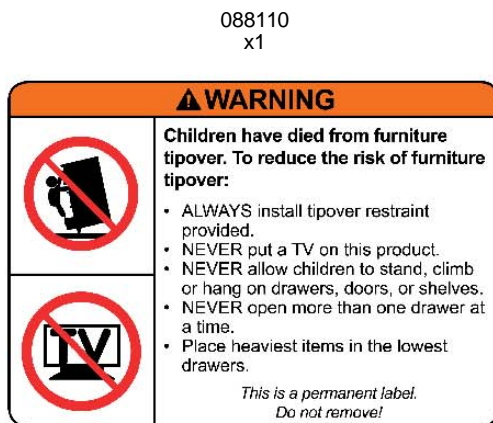 088110
x1
WARNING
Children have died from furniture
tipover. To reduce the risk of furniture
tipover:
• ALWAYS install tipover restraint
provided.
• NEVER put a TV on this product.
• NEVER allow children to stand, climb
or hang on drawers, doors, or shelves.
• NEVER open more than one drawer at
a time.
• Place heaviest items in the lowest
drawers.
TV
This is a permanent label.
Do not remove!